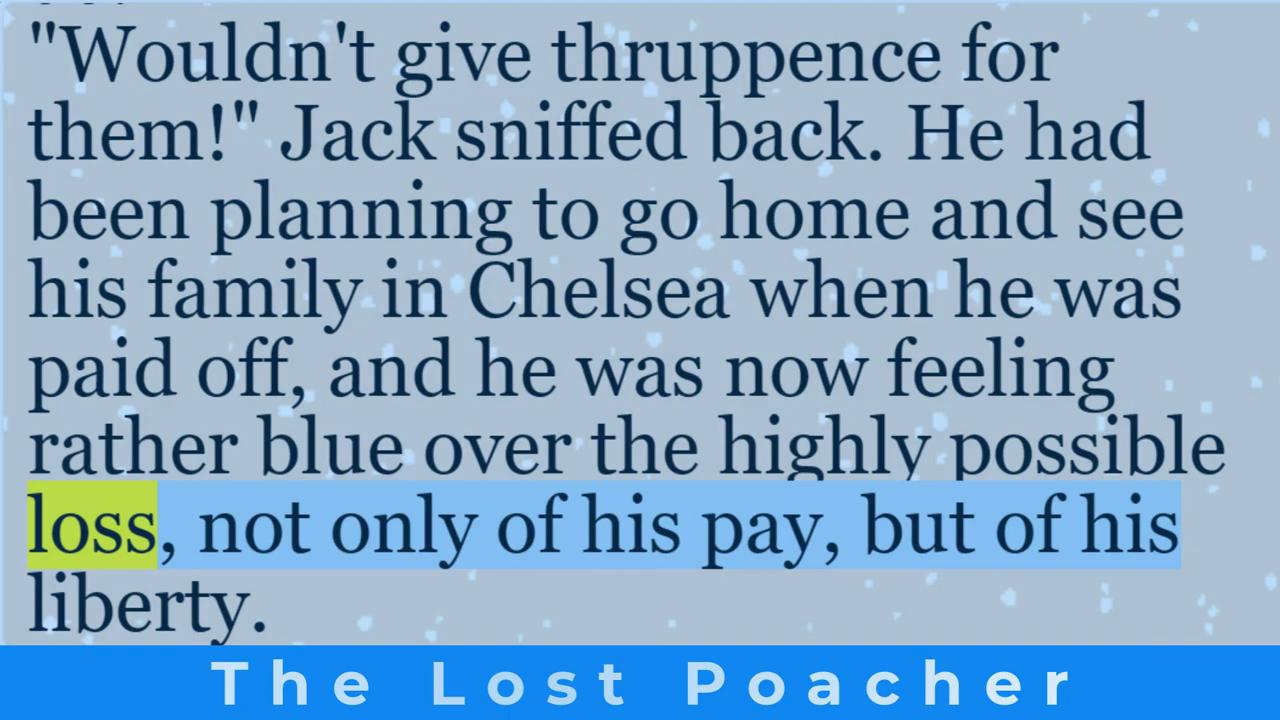 "Wouldn't give thruppence for
them!" Jack sniffed back. He had
been planning to go home and see
his family in Chelsea when he was
paid off, and he was now feeling
rather blue over the highly possible
loss, not only of his pay, but of his
liberty.
The Lost Poacher